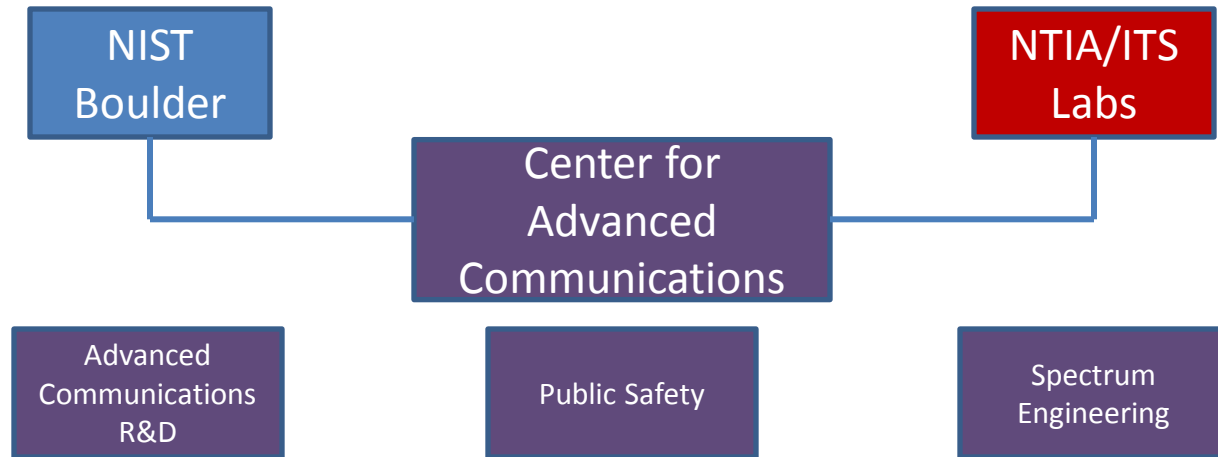 NIST
Boulder
NTIA/ITS
Labs
Center for
Advanced
Communications
Advanced
Communications
R&D
Public Safety
Spectrum
Engineering